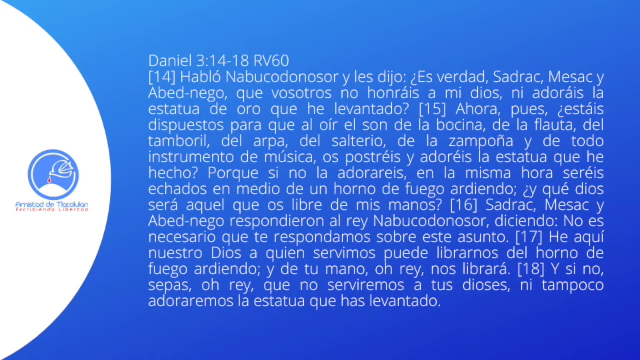 Daniel 3:14-18 RV60
[14] Habló Nabucodonosor y les dijo: ¿Es verdad, Sadrac, Mesac y
Abed-nego, que vosotros no honráis a mi dios, ni adoráis la
estatua de oro que he levantado? [15] Ahora, pues, ¿estáis
dispuestos para que al oír el son de la bocina, de la flauta, del
tamboril, del arpa, del salterio, de la zampoña y de todo
instrumento de música, os postréis y adoréis la estatua que he
hecho? Porque si no la adorareis, en la misma hora seréis
echados en medio de un horno de fuego ardiendo; ¿y qué dios
será aquel que os libre de mis manos? [16] Sadrac, Mesac y
Abed-nego respondieron al rey Nabucodonosor, diciendo: No es
necesario que te respondamos sobre este asunto. [17] He aquí
nuestro Dios a quien servimos puede librarnos del horno de
fuego ardiendo; y de tu mano, oh rey, nos librará. [18] Y si no,
sepas, oh rey, que no serviremos a tus dioses, ni tampoco
adoraremos la estatua que has levantado.
Amistad de Tlacolulan
Escribiendo Libertad